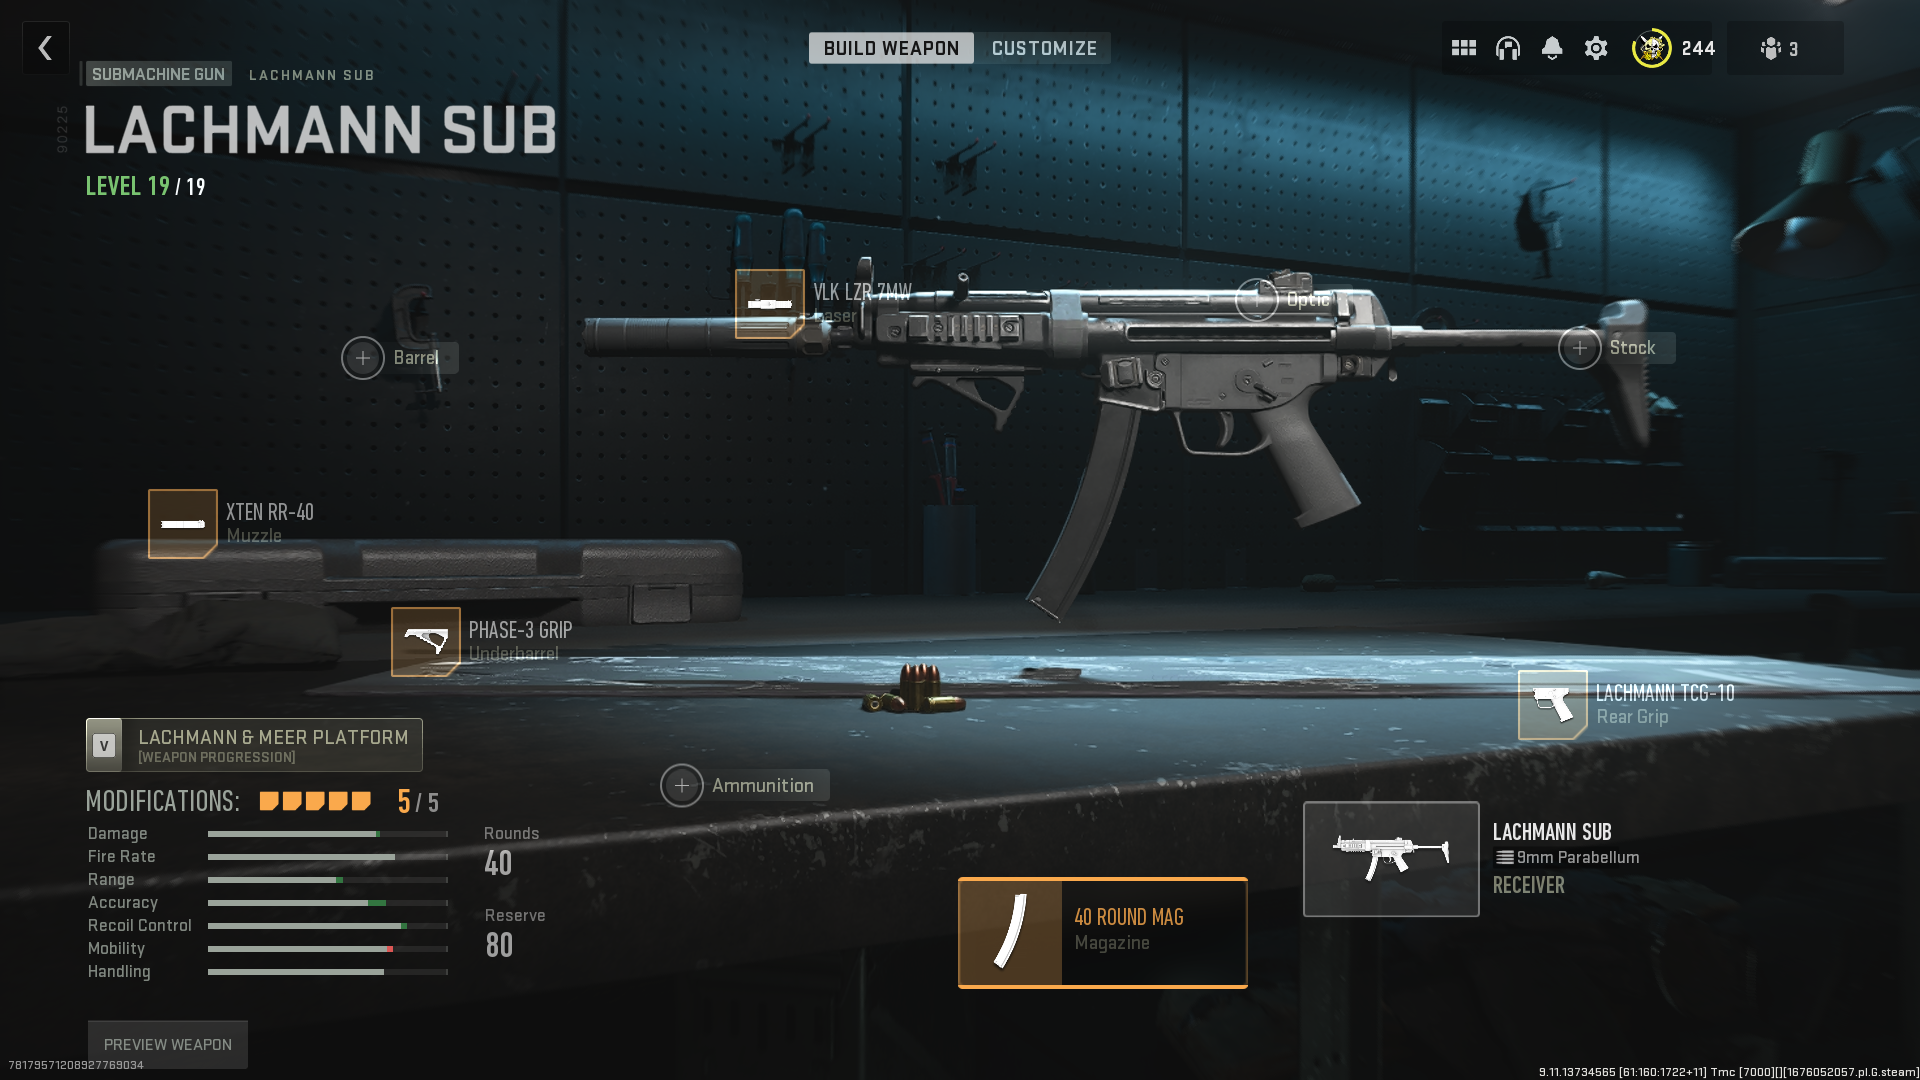 BUILD WEAPON
CUSTOMIZE
244
3
SUBMACHINE GUN
LACHMANN SUB
90225
LACHMANN SUB
LEVEL 19 / 19
VLK LZR 7MW
Laser
Optic
Barrel
Stock
XTEN RR-40
Muzzle
PHASE-3 GRIP
Underbarrel
LACHMANN TCG-10
Rear Grip
V
LACHMANN & MEER PLATFORM
[WEAPON PROGRESSION]
Ammunition
MODIFICATIONS: 5 / 5
Damage
Fire Rate
Range
Accuracy
Recoil Control
Mobility
Handling
Rounds
40
Reserve
80
40 ROUND MAG
Magazine
LACHMANN SUB
9mm Parabellum
RECEIVER
PREVIEW WEAPON
78179571208927769034
9.11.13734565 [61:160:1722+11] Tmc [7000][][1676052057.pl.G.steam]